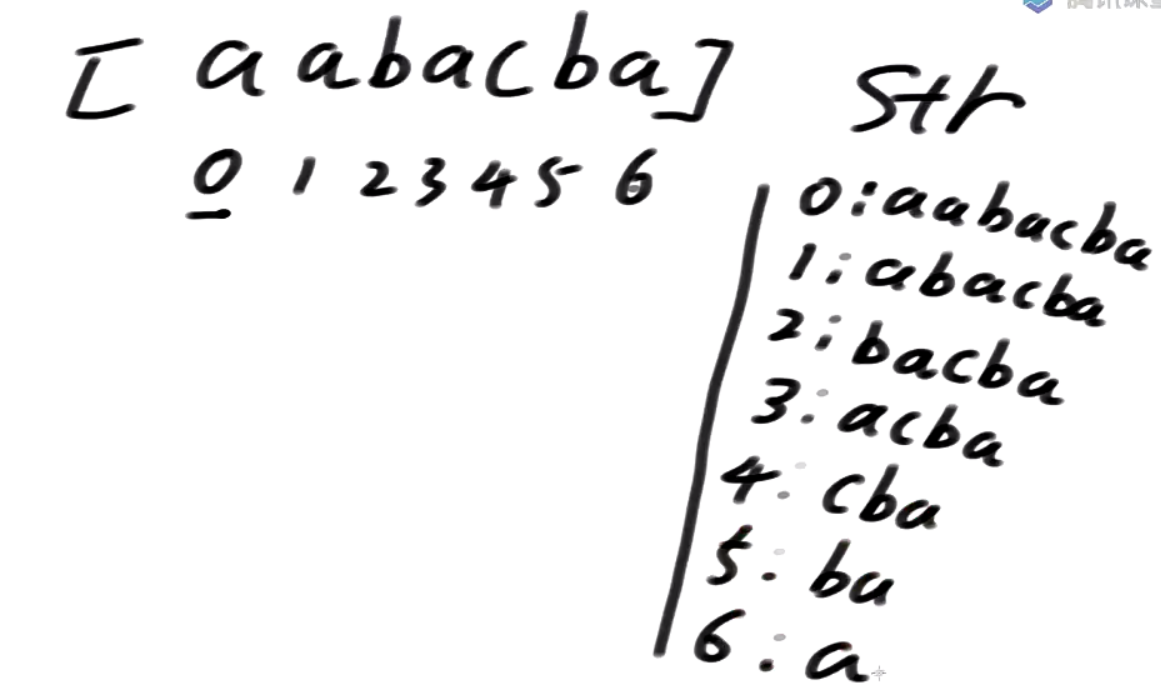 [ a a b a c b a ]
str
0 1 2 3 4 5 6
0: aabacba
1: abacba
2: bacba
3: acba
4: cba
5: ba
6: a